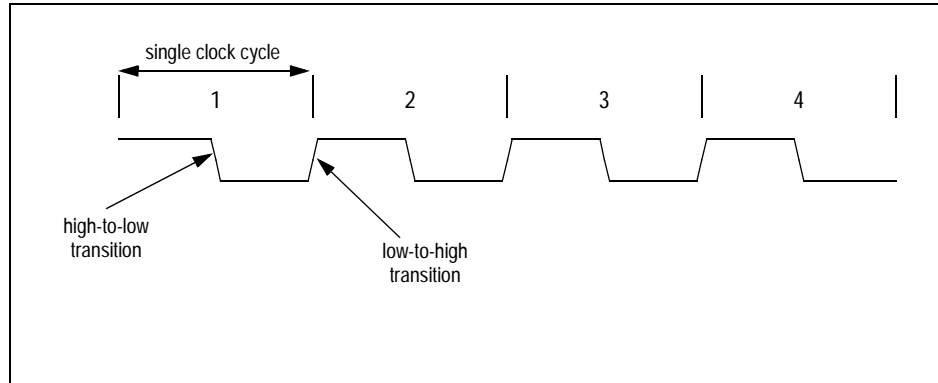 single clock cycle
1 2 3 4
high-to-low
transition
low-to-high
transition